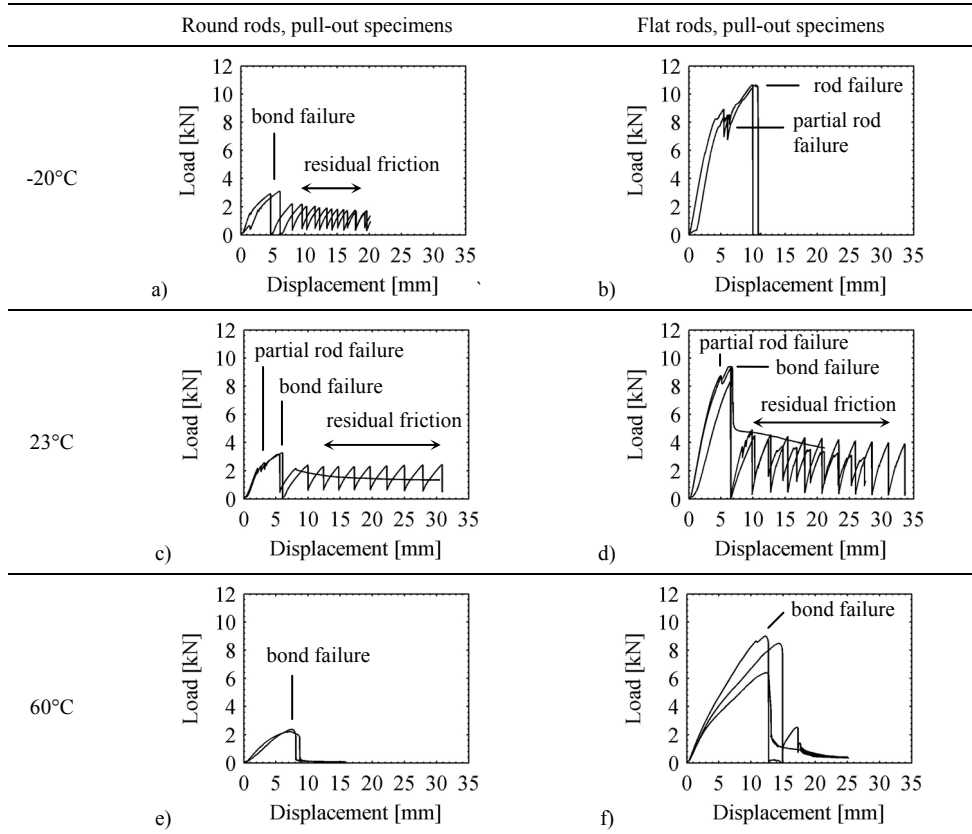 Round rods, pull-out specimens
Flat rods, pull-out specimens
-20°C
12
10
8
6
4
2
0
Load [kN]
bond failure
residual friction
0 5 10 15 20 25 30 35
Displacement [mm]
a)
12
10
8
6
4
2
0
Load [kN]
rod failure
partial rod
failure
0 5 10 15 20 25 30 35
Displacement [mm]
b)
23°C
12
10
8
6
4
2
0
Load [kN]
partial rod failure
bond failure
residual friction
0 5 10 15 20 25 30 35
Displacement [mm]
c)
12
10
8
6
4
2
0
Load [kN]
partial rod failure
bond failure
residual friction
0 5 10 15 20 25 30 35
Displacement [mm]
d)
60°C
12
10
8
6
4
2
0
Load [kN]
bond failure
0 5 10 15 20 25 30 35
Displacement [mm]
e)
12
10
8
6
4
2
0
Load [kN]
bond failure
0 5 10 15 20 25 30 35
Displacement [mm]
f)